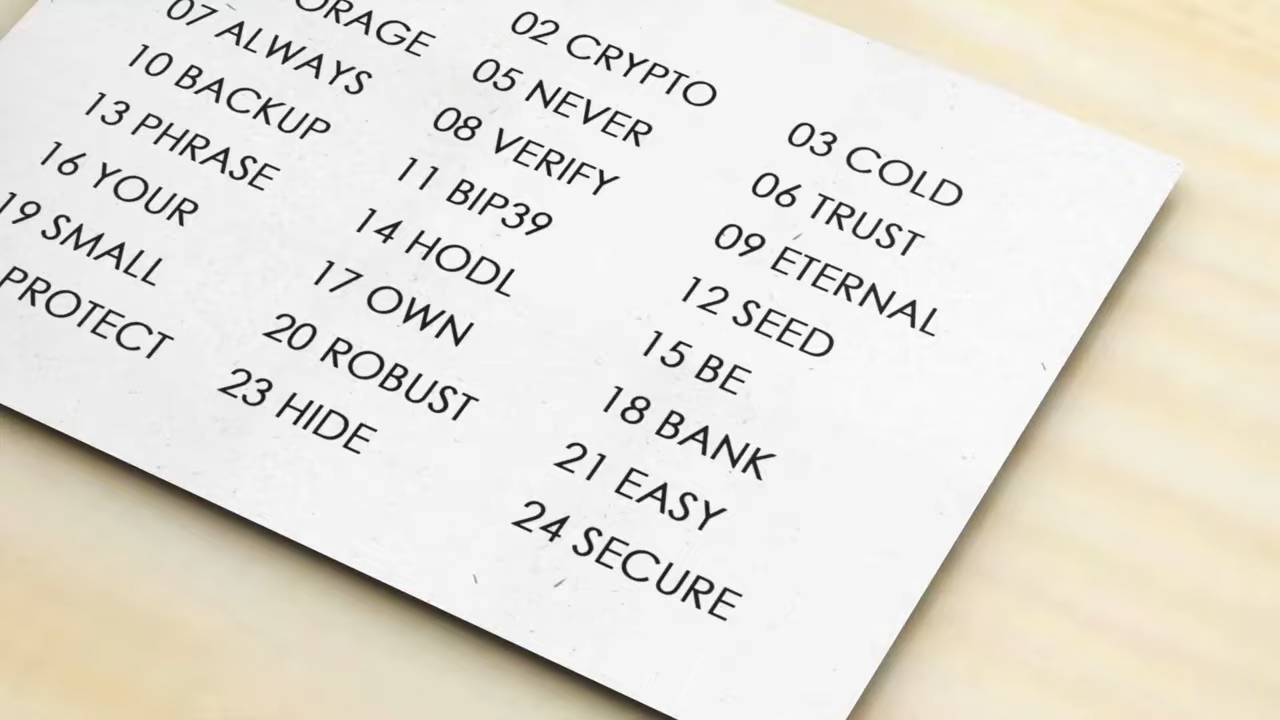 ORAGE 02 CRYPTO 03 COLD
07 ALWAYS 05 NEVER 06 TRUST
10 BACKUP 08 VERIFY 09 ETERNAL
13 PHRASE 11 BIP39 12 SEED
16 YOUR 14 HODL 15 BE
19 SMALL 17 OWN 18 BANK
PROTECT 20 ROBUST 21 EASY
23 HIDE 24 SECURE